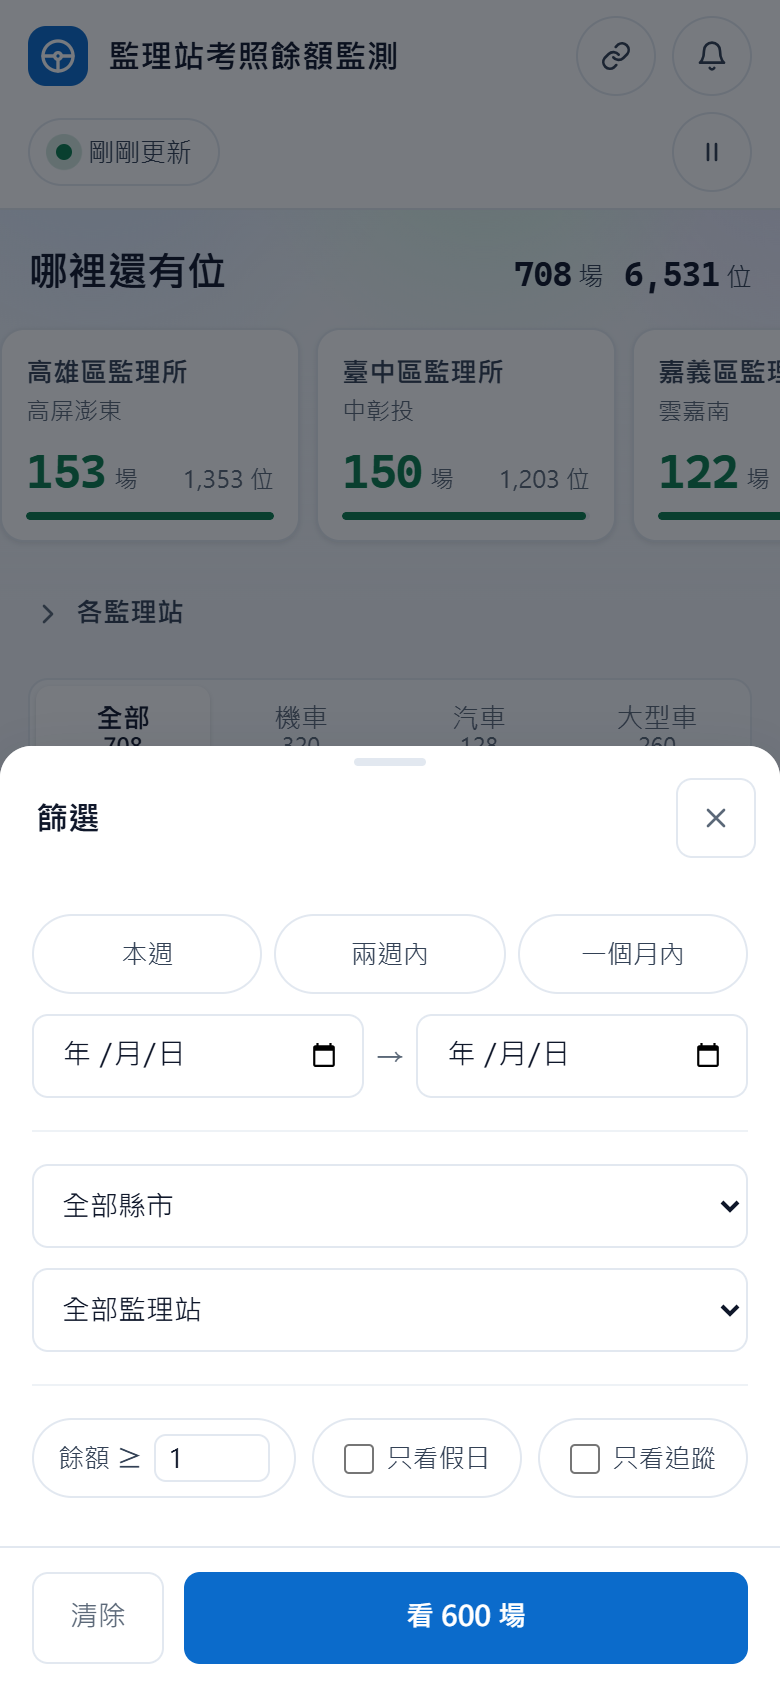 監理站考照餘額監測
剛剛更新
哪裡還有位
708 場 6,531 位
高雄區監理所
高屏澎東
153 場 1,353 位
臺中區監理所
中彰投
150 場 1,203 位
嘉義區監理
雲嘉南
122 場
各監理站
全部 機車 汽車 大型車
708 320 128 260
篩選
本週 兩週內 一個月內
年 /月/日 → 年 /月/日
全部縣市
全部監理站
餘額 ≥ 1 只看假日 只看追蹤
清除 看 600 場